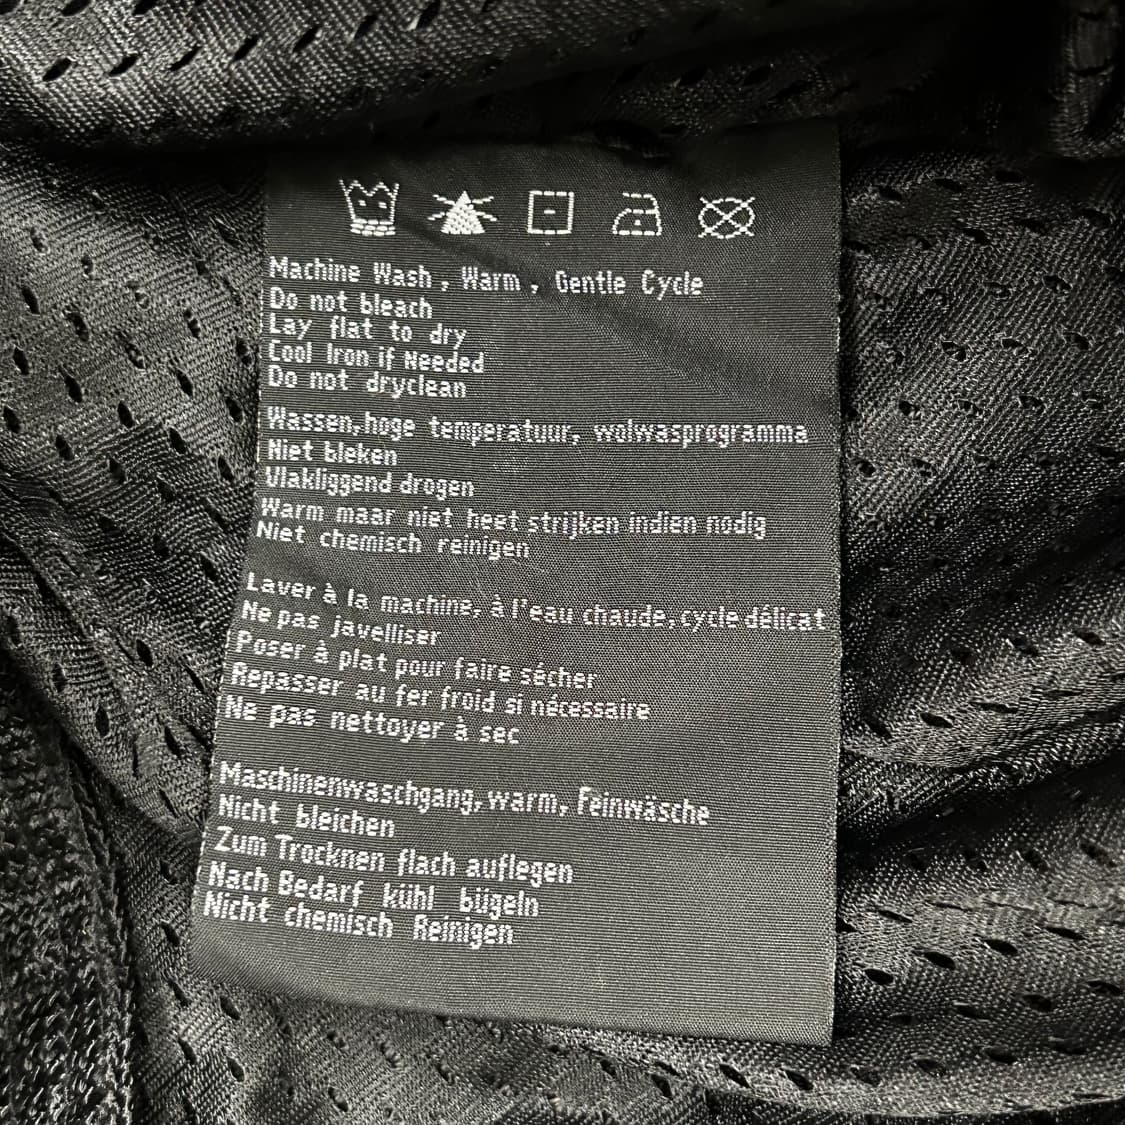 Machine Wash , Warm , Gentle Cycle
Do not bleach
Lay flat to dry
Cool Iron if Needed
Do not dryclean
Wassen,hoge temperatuur, wolwasprogramma
Niet bleken
Vlakliggend drogen
Warm maar niet heet strijken indien nodig
Niet chemisch reinigen
Laver à la machine, à l'eau chaude, cycle délicat
Ne pas javelliser
Poser à plat pour faire sécher
Repasser au fer froid si nécessaire
Ne pas nettoyer à sec
Maschinenwaschgang, warm, Feinwäsche
Nicht bleichen
Zum Trocknen flach auflegen
Nach Bedarf kühl bügeln
Nicht chemisch Reinigen